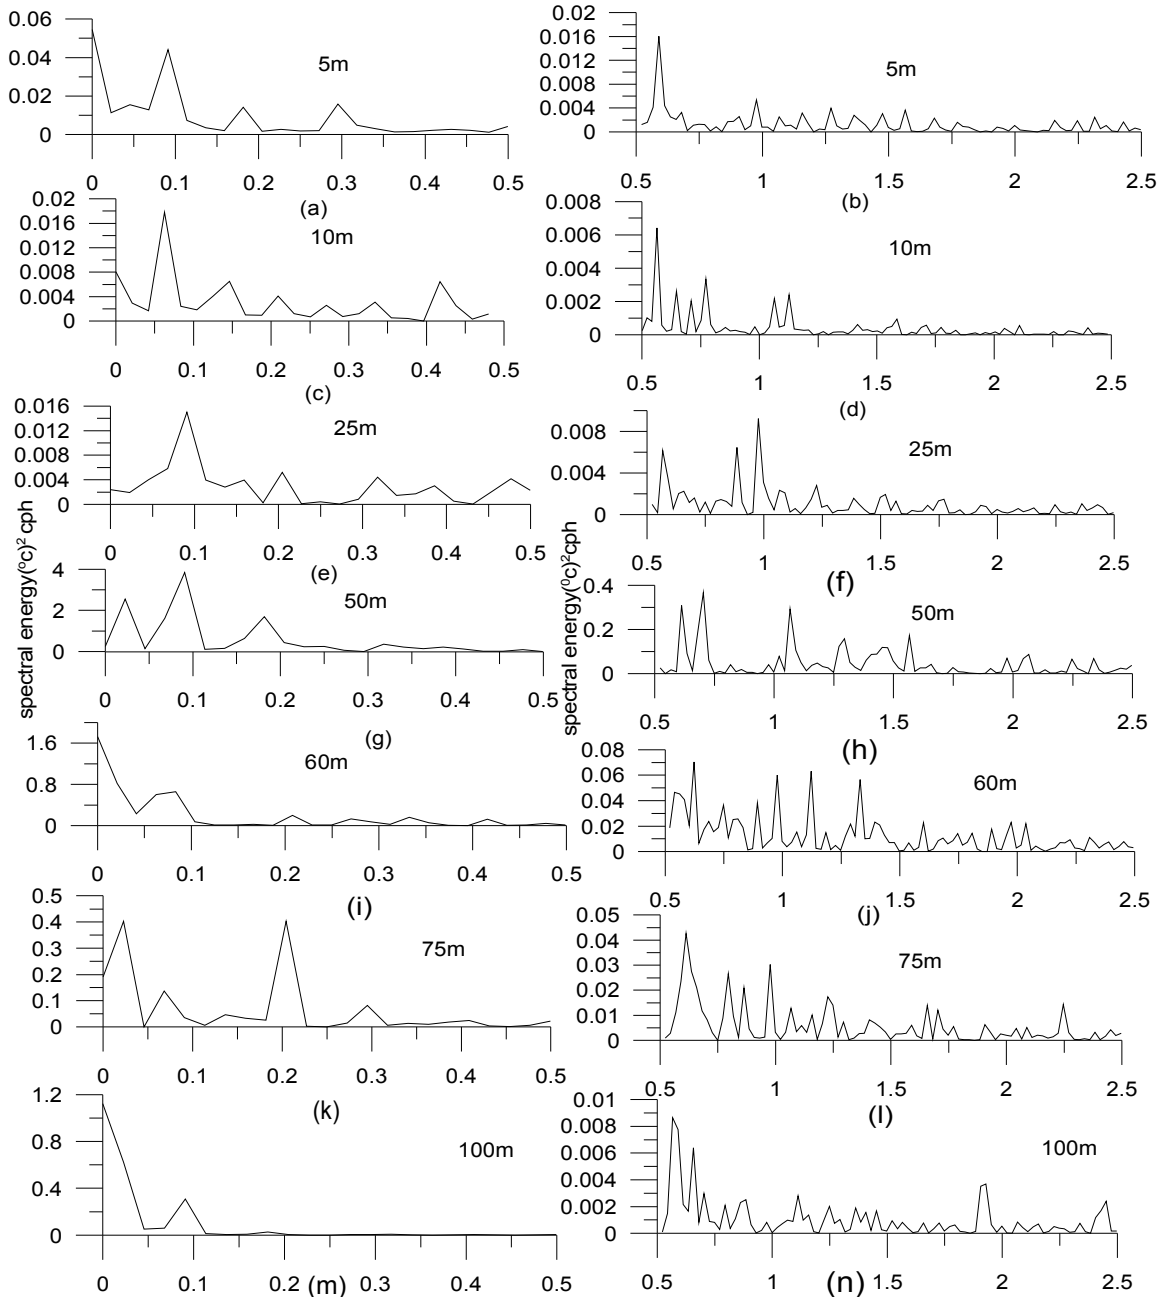 0.06
0.04
0.02
0
5m
0 0.1 0.2 0.3 0.4 0.5
(a)
0.02
0.016
0.012
0.008
0.004
0
5m
0.5 1 1.5 2 2.5
(b)
0.02
0.016
0.012
0.008
0.004
0
10m
0 0.1 0.2 0.3 0.4 0.5
(c)
0.008
0.006
0.004
0.002
0
10m
0.5 1 1.5 2 2.5
(d)
0.016
0.012
0.008
0.004
0
25m
0 0.1 0.2 0.3 0.4 0.5
(e)
0.008
0.004
0
25m
0.5 1 1.5 2 2.5
(f)
spectral energy(⁰c)² cph
4
2
0
50m
0 0.1 0.2 0.3 0.4 0.5
(g)
spectral energy(⁰c)²cph
0.4
0.2
0
50m
0.5 1 1.5 2 2.5
(h)
1.6
0.8
0
60m
0 0.1 0.2 0.3 0.4 0.5
(i)
0.08
0.06
0.04
0.02
0
60m
0.5 1 1.5 2 2.5
(j)
0.5
0.4
0.3
0.2
0.1
0
75m
0 0.1 0.2 0.3 0.4 0.5
(k)
0.05
0.04
0.03
0.02
0.01
0
75m
0.5 1 1.5 2 2.5
(l)
1.2
0.8
0.4
0
100m
0 0.1 0.2 0.3 0.4 0.5
(m)
0.01
0.008
0.006
0.004
0.002
0
100m
0.5 1 1.5 2 2.5
(n)